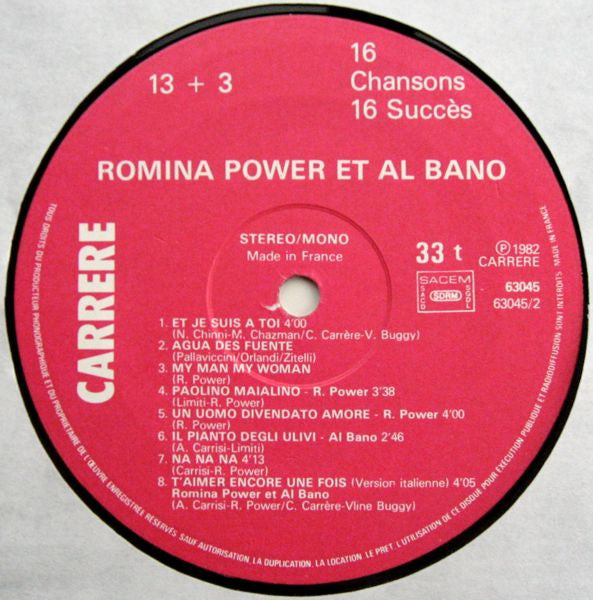 13 + 3
16
Chansons
16 Succès
ROMINA POWER ET AL BANO
CARRERE
STEREO/MONO
Made in France
33 t
Ⓟ 1982
CARRERE
SACEM
SACD
SDRM
SGDL
63045
63045/2
1. ET JE SUIS A TOI 4'00
(N. Chinni-M. Chazman/C. Carrère-V. Buggy)
2. AGUA DES FUENTE
(Pallaviccini/Orlandi/Zitelli)
3. MY MAN MY WOMAN
(R. Power)
4. PAOLINO MAIALINO - R. Power 3'38
(Limiti-R. Power)
5. UN UOMO DIVENDATO AMORE - R. Power 4'00
(R. Power)
6. IL PIANTO DEGLI ULIVI - Al Bano 2'46
(A. Carrisi-Limiti)
7. NA NA NA 4'13
(Carrisi-R. Power)
8. T'AIMER ENCORE UNE FOIS (Version italienne) 4'05
Romina Power et Al Bano
(A. Carrisi-R. Power/C. Carrère-Vline Buggy)
TOUS DROITS DU PRODUCTEUR PHONOGRAPHIQUE ET DU PROPRIETAIRE DE L'ŒUVRE ENREGISTRÉE RÉSERVÉS. SAUF AUTORISATION, LA DUPLICATION, LA LOCATION, LE PRET, L'UTILISATION DE CE DISQUE POUR EXECUTION PUBLIQUE ET RADIODIFFUSION SONT INTERDITS. MADE IN FRANCE